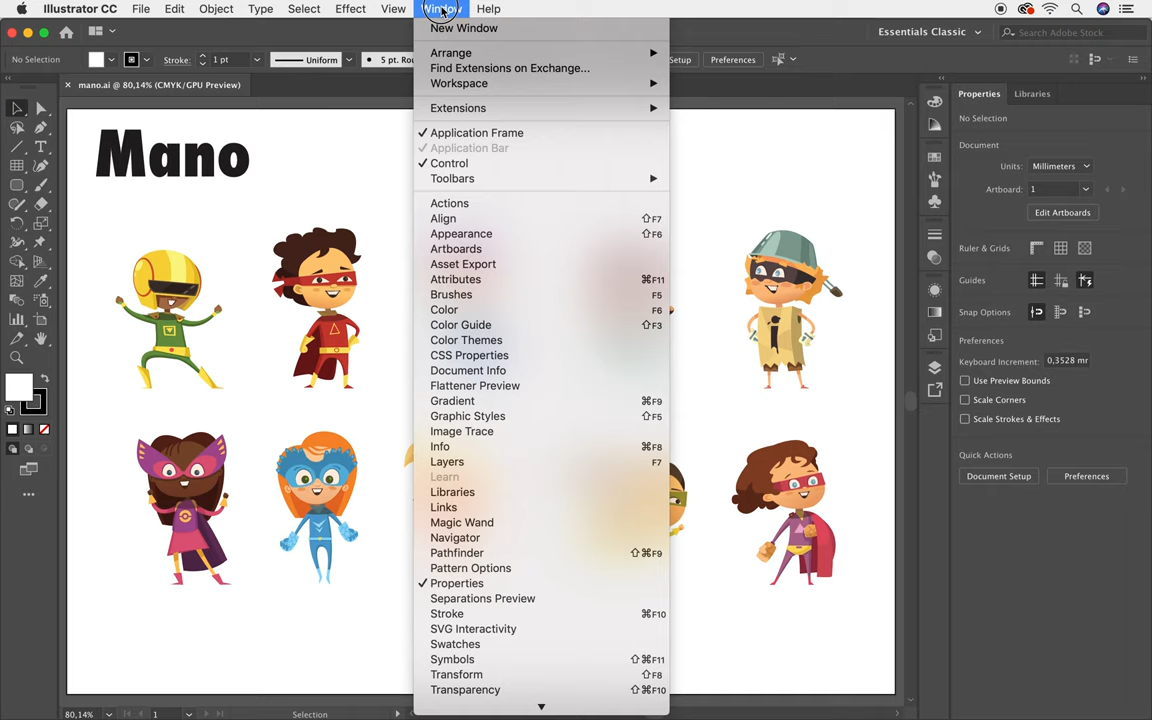 Illustrator CC File Edit Object Type Select Effect View Window Help
Essentials Classic Search Adobe Stock
No Selection Stroke: 1 pt Uniform 5 pt. Rou Setup Preferences
mano.ai @ 80,14% (CMYK/GPU Preview)
Mano
New Window
Arrange
Find Extensions on Exchange...
Workspace
Extensions
Application Frame
Application Bar
Control
Toolbars
Actions
Align ⇧F7
Appearance ⇧F6
Artboards
Asset Export
Attributes ⌘F11
Brushes F5
Color F6
Color Guide ⇧F3
Color Themes
CSS Properties
Document Info
Flattener Preview
Gradient ⌘F9
Graphic Styles ⇧F5
Image Trace
Info ⌘F8
Layers F7
Learn
Libraries
Links
Magic Wand
Navigator
Pathfinder ⇧⌘F9
Pattern Options
Properties
Separations Preview
Stroke ⌘F10
SVG Interactivity
Swatches
Symbols ⇧⌘F11
Transform ⇧F8
Transparency ⇧⌘F10
Properties Libraries
No Selection
Document
Units: Millimeters
Artboard: 1
Edit Artboards
Ruler & Grids
Guides
Snap Options
Preferences
Keyboard Increment: 0,3528 mr
Use Preview Bounds
Scale Corners
Scale Strokes & Effects
Quick Actions
Document Setup Preferences
80,14% 1 Selection